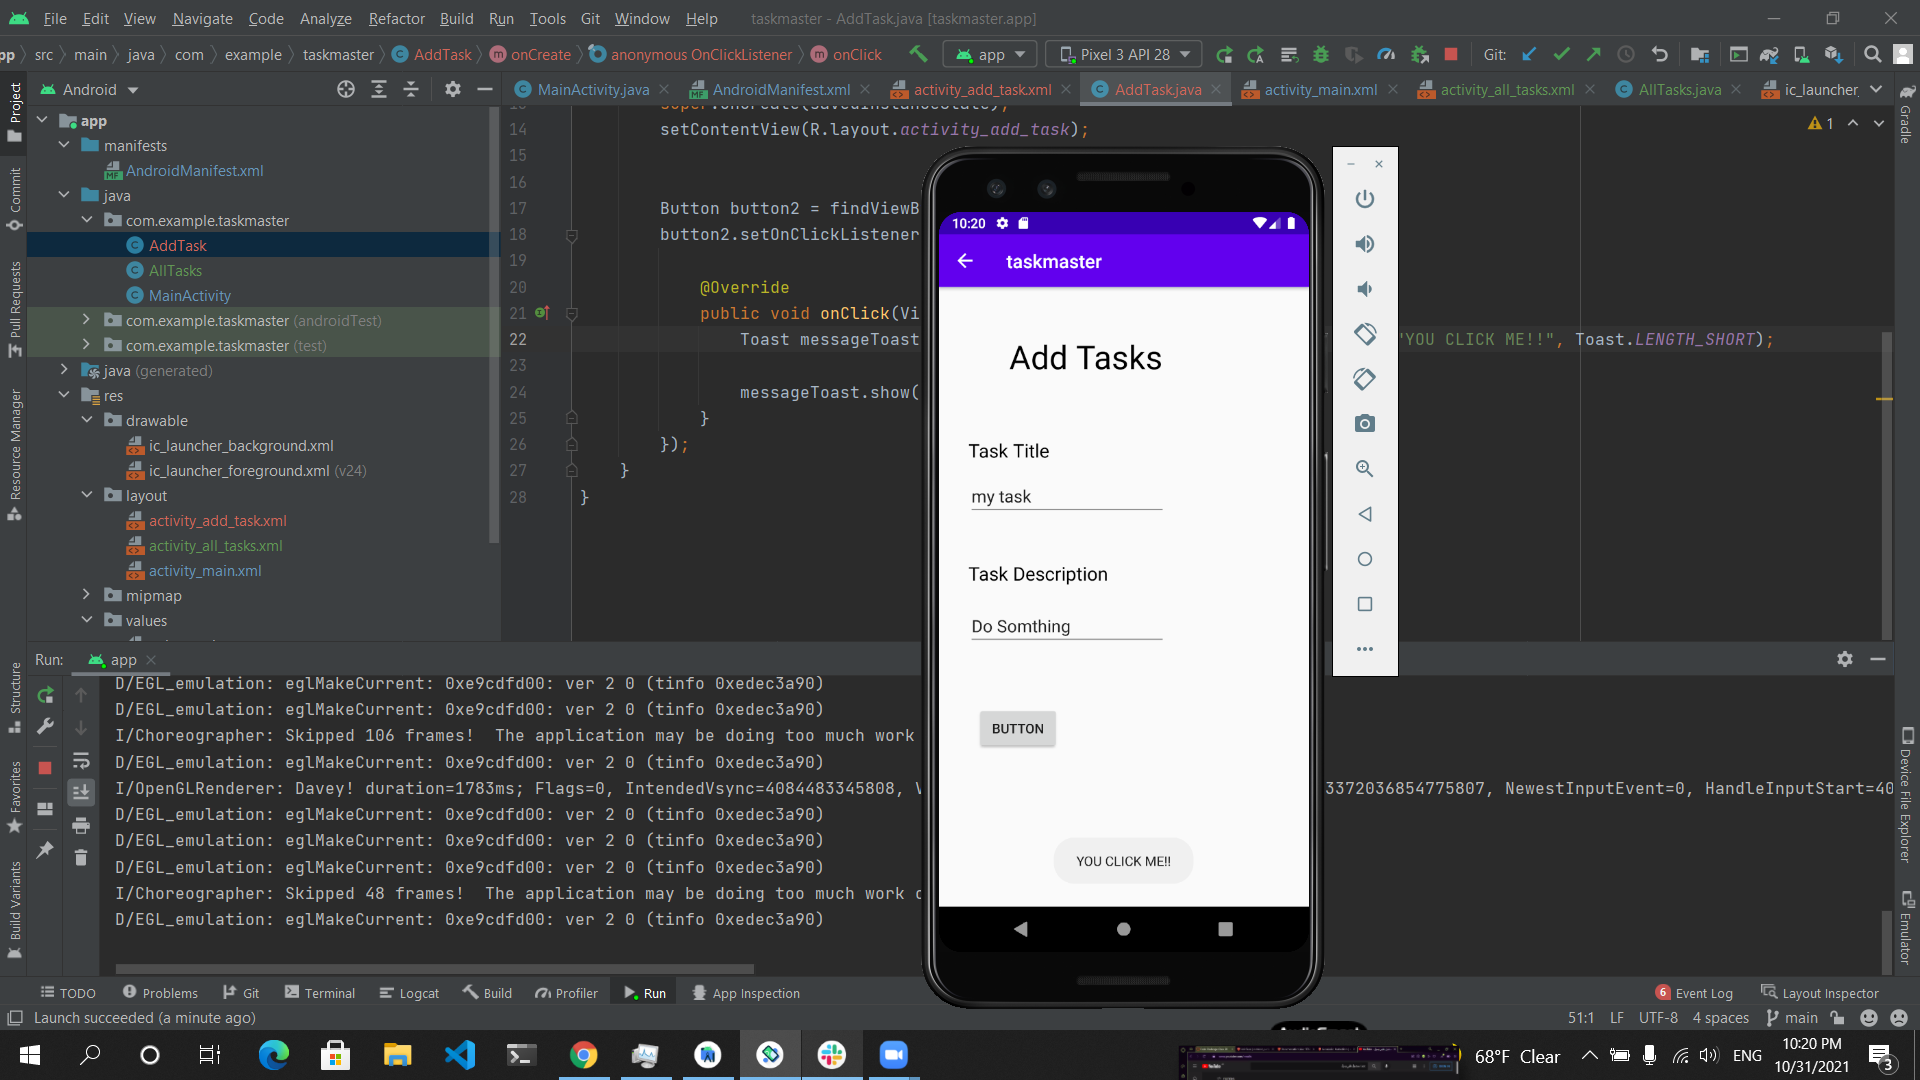 File Edit View Navigate Code Analyze Refactor Build Run Tools Git Window Help taskmaster - AddTask.java [taskmaster.app]
pp src main java com example taskmaster AddTask onCreate anonymous OnClickListener onClick app Pixel 3 API 28 Git:
Android
MainActivity.java AndroidManifest.xml activity_add_task.xml AddTask.java activity_main.xml activity_all_tasks.xml AllTasks.java ic_launcher_
Project
Commit
Pull Requests
Resource Manager
Structure
Favorites
Build Variants
app
manifests
AndroidManifest.xml
java
com.example.taskmaster
AddTask
AllTasks
MainActivity
com.example.taskmaster (androidTest)
com.example.taskmaster (test)
java (generated)
res
drawable
ic_launcher_background.xml
ic_launcher_foreground.xml (v24)
layout
activity_add_task.xml
activity_all_tasks.xml
activity_main.xml
mipmap
values
14 setContentView(R.layout.activity_add_task);
15
16
17 Button button2 = findViewB
18 button2.setOnClickListener
19
20 @Override
21 public void onClick(Vi
22 Toast messageToast "YOU CLICK ME!!", Toast.LENGTH_SHORT);
23
24 messageToast.show(
25 }
26 });
27 }
28 }
1
Gradle
Device File Explorer
Emulator
10:20
taskmaster
Add Tasks
Task Title
my task
Task Description
Do Somthing
BUTTON
YOU CLICK ME!!
Run: app
D/EGL_emulation: eglMakeCurrent: 0xe9cdfd00: ver 2 0 (tinfo 0xedec3a90)
D/EGL_emulation: eglMakeCurrent: 0xe9cdfd00: ver 2 0 (tinfo 0xedec3a90)
I/Choreographer: Skipped 106 frames!  The application may be doing too much work
D/EGL_emulation: eglMakeCurrent: 0xe9cdfd00: ver 2 0 (tinfo 0xedec3a90)
I/OpenGLRenderer: Davey! duration=1783ms; Flags=0, IntendedVsync=4084483345808, V 3372036854775807, NewestInputEvent=0, HandleInputStart=40
D/EGL_emulation: eglMakeCurrent: 0xe9cdfd00: ver 2 0 (tinfo 0xedec3a90)
D/EGL_emulation: eglMakeCurrent: 0xe9cdfd00: ver 2 0 (tinfo 0xedec3a90)
D/EGL_emulation: eglMakeCurrent: 0xe9cdfd00: ver 2 0 (tinfo 0xedec3a90)
I/Choreographer: Skipped 48 frames!  The application may be doing too much work o
D/EGL_emulation: eglMakeCurrent: 0xe9cdfd00: ver 2 0 (tinfo 0xedec3a90)
TODO Problems Git Terminal Logcat Build Profiler Run App Inspection 6 Event Log Layout Inspector
Launch succeeded (a minute ago) 51:1 LF UTF-8 4 spaces main
68°F Clear ENG 10:20 PM
10/31/2021 3